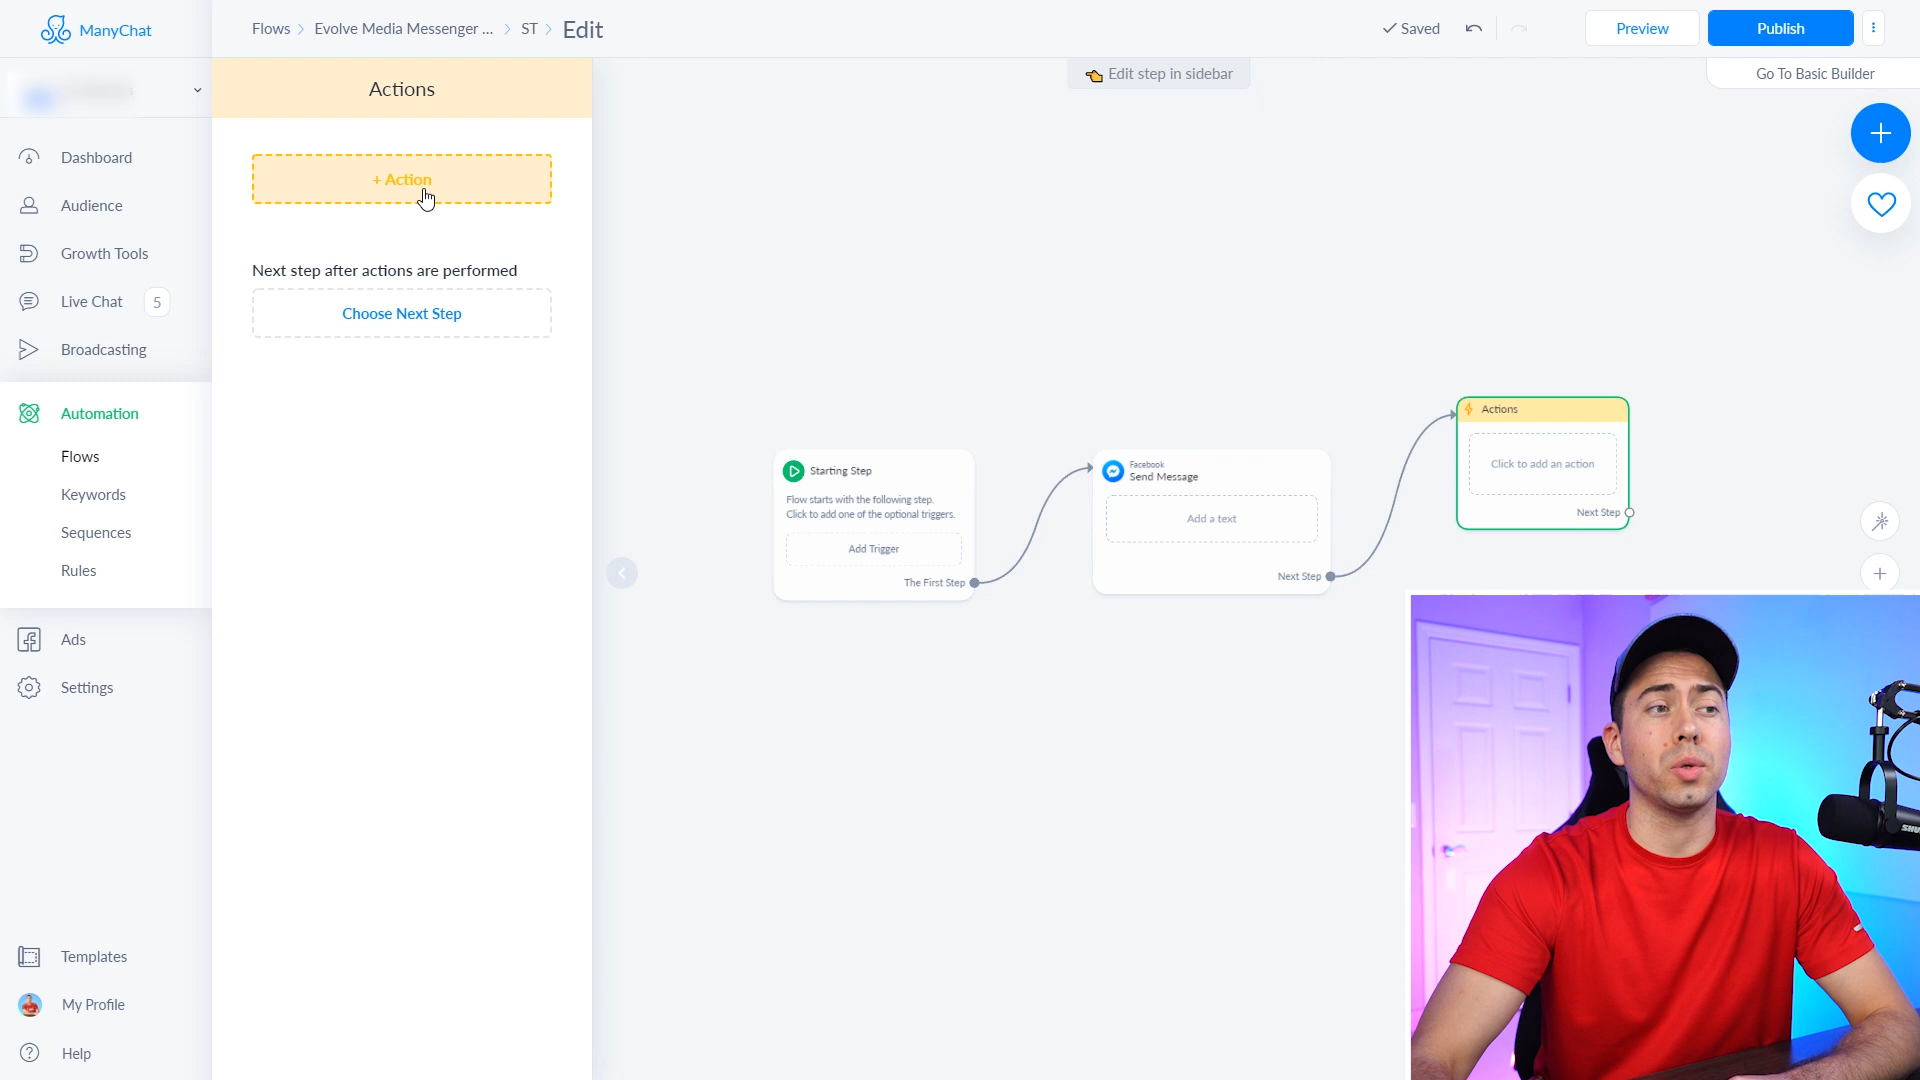 ManyChat
Flows
Evolve Media Messenger ...
ST
Edit
Saved
Preview
Publish
Edit step in sidebar
Go To Basic Builder
Actions
+ Action
Next step after actions are performed
Choose Next Step
Dashboard
Audience
Growth Tools
Live Chat
5
Broadcasting
Automation
Flows
Keywords
Sequences
Rules
Ads
Settings
Templates
My Profile
Help
Starting Step
Flow starts with the following step.
Click to add one of the optional triggers.
Add Trigger
The First Step
Facebook
Send Message
Add a text
Next Step
Actions
Click to add an action
Next Step
SHU